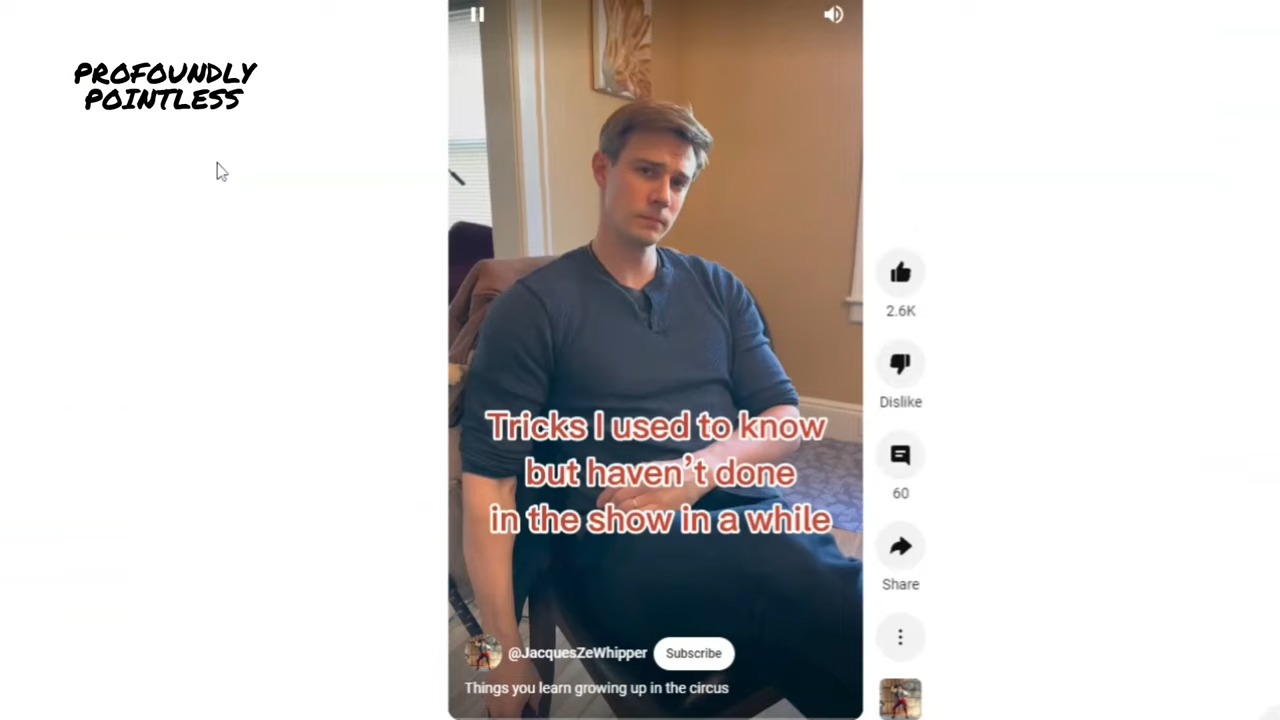 PROFOUNDLY
POINTLESS
Tricks I used to know
but haven't done
in the show in a while
2.6K
Dislike
60
Share
@JacquesZeWhipper Subscribe
Things you learn growing up in the circus